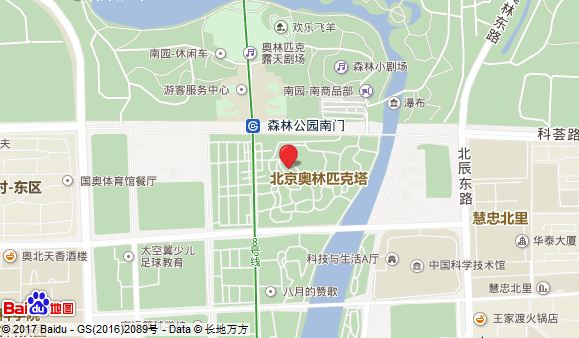 欢乐飞羊
林东路
南园-休闲车
奥林匹克
露天剧场
森林小剧场
游客服务中心
南园-南商品部
瀑布
森林公园南门
科荟路
夫
北京奥林匹克塔
北辰东路
村-东区
国奥体育馆餐厅
慧忠北里
8号线
华泰大厦
奥北天香酒楼
太空冀少儿
足球教育
科技与生活A厅
中国科学技术馆
八月的赞歌
慧忠北里
Bai 地图
王家渡火锅店
© 2017 Baidu - GS(2016)2089号 - Data © 长地万方